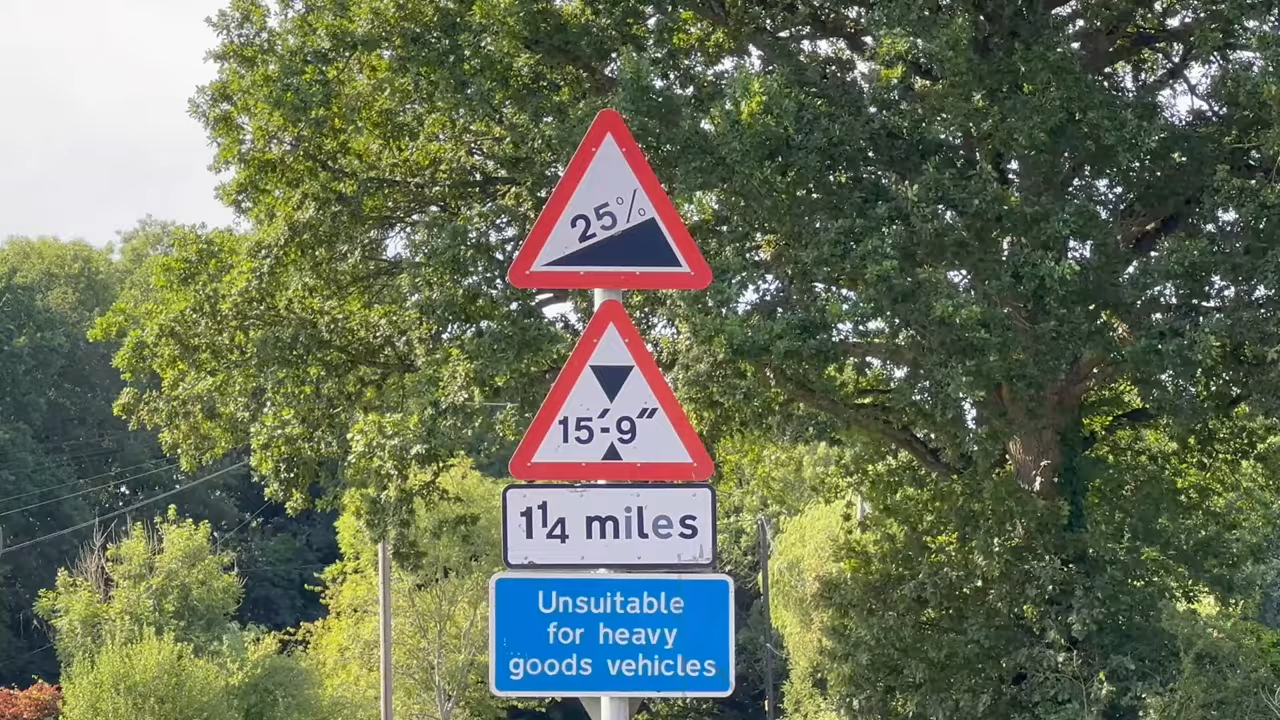 25%
15'-9"
1¼ miles
Unsuitable
for heavy
goods vehicles